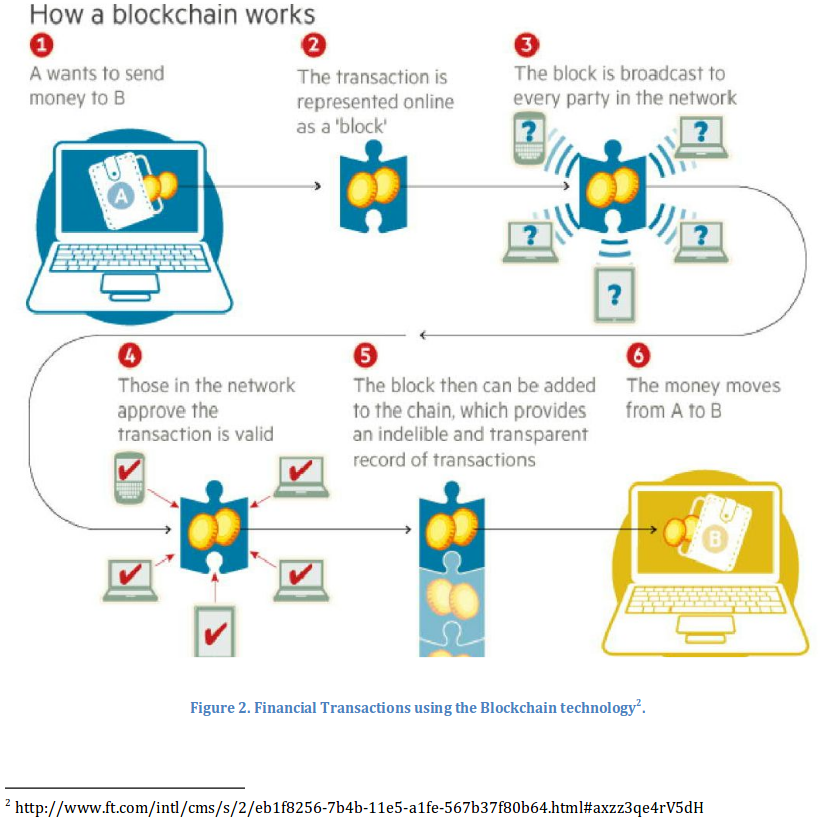 How a blockchain works
1
A wants to send
money to B
2
The transaction is
represented online
as a 'block'
3
The block is broadcast to
every party in the network
A
?
?
?
?
?
4
Those in the network
approve the
transaction is valid
5
The block then can be added
to the chain, which provides
an indelible and transparent
record of transactions
6
The money moves
from A to B
B
Figure 2. Financial Transactions using the Blockchain technology2.
2 http://www.ft.com/intl/cms/s/2/eb1f8256-7b4b-11e5-a1fe-567b37f80b64.html#axzz3qe4rV5dH